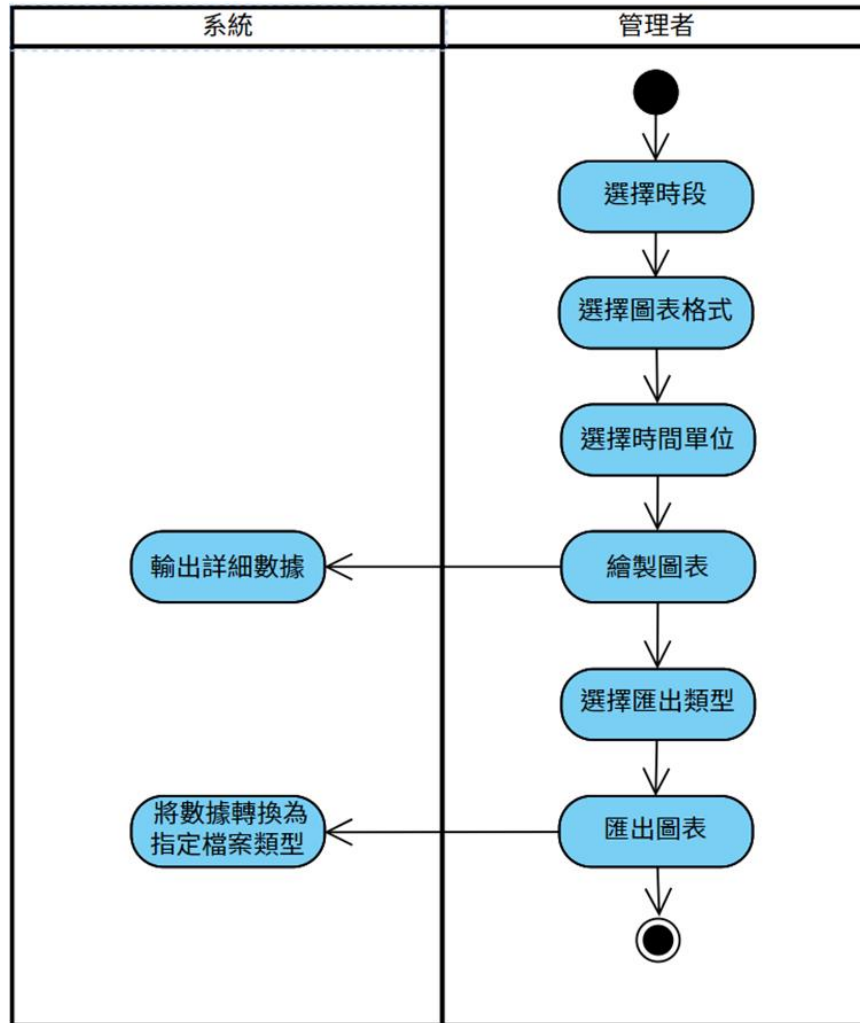 系統
管理者
選擇時段
選擇圖表格式
選擇時間單位
輸出詳細數據
繪製圖表
選擇匯出類型
將數據轉換為
指定檔案類型
匯出圖表